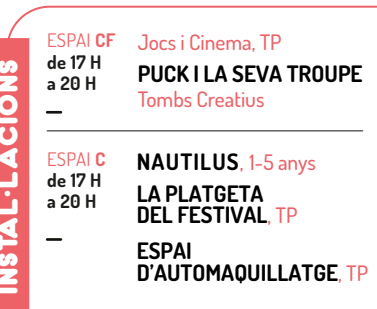 INSTAL·LACIONS
ESPAI CF
de 17 H
a 20 H
—
Jocs i Cinema, TP
PUCK I LA SEVA TROUPE
Tombs Creatius
ESPAI C
de 17 H
a 20 H
—
NAUTILUS, 1-5 anys
LA PLATGETA
DEL FESTIVAL, TP
ESPAI
D'AUTOMAQUILLATGE, TP